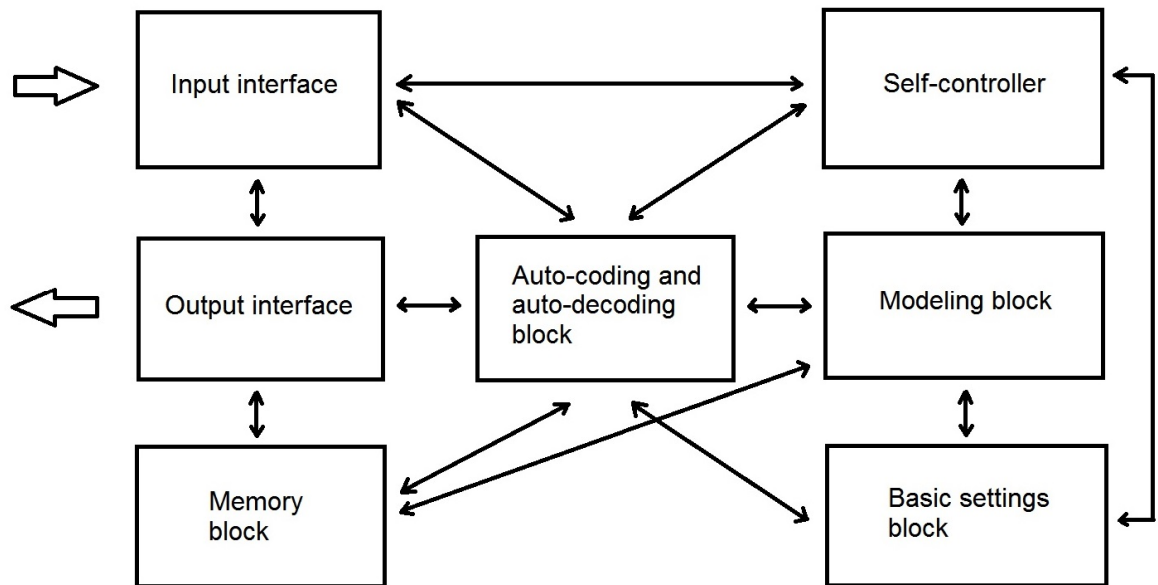 Input interface
Self-controller
Output interface
Auto-coding and
auto-decoding
block
Modeling block
Memory
block
Basic settings
block